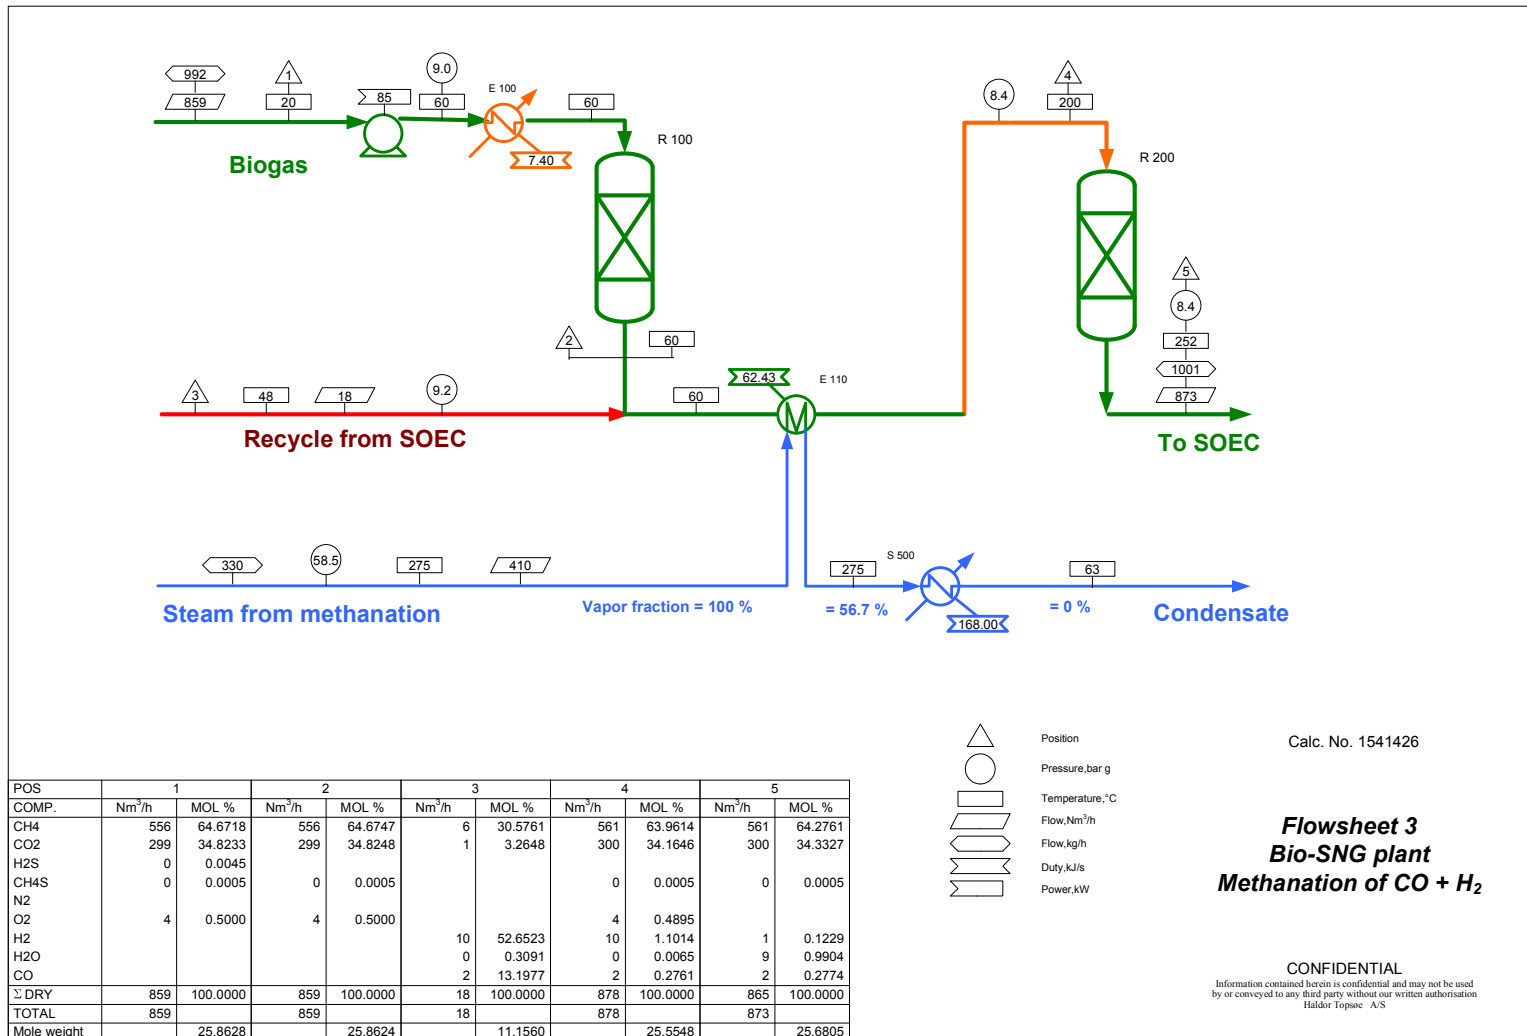 992
859
1
20
85
9.0
60
E 100
7.40
60
R 100
Biogas
8.4
4
200
R 200
5
8.4
252
1001
873
To SOEC
2
60
3
48
18
9.2
Recycle from SOEC
62.43
E 110
60
330
58.5
275
410
Steam from methanation
Vapor fraction = 100 %
275
= 56.7 %
S 500
168.00
63
= 0 %
Condensate
Position
Pressure,bar g
Temperature,°C
Flow,Nm³/h
Flow,kg/h
Duty,kJ/s
Power,kW
Calc. No. 1541426
Flowsheet 3
Bio-SNG plant
Methanation of CO + H₂
CONFIDENTIAL
Information contained herein is confidential and may not be used
by or conveyed to any third party without our written authorisation
Haldor Topsøe A/S
POS 1 2 3 4 5
COMP. Nm³/h MOL % Nm³/h MOL % Nm³/h MOL % Nm³/h MOL % Nm³/h MOL %
CH4 556 64.6718 556 64.6747 6 30.5761 561 63.9614 561 64.2761
CO2 299 34.8233 299 34.8248 1 3.2648 300 34.1646 300 34.3327
H2S 0 0.0045
CH4S 0 0.0005 0 0.0005 0 0.0005 0 0.0005
N2
O2 4 0.5000 4 0.5000 4 0.4895
H2 10 52.6523 10 1.1014 1 0.1229
H2O 0 0.3091 0 0.0065 9 0.9904
CO 2 13.1977 2 0.2761 2 0.2774
Σ DRY 859 100.0000 859 100.0000 18 100.0000 878 100.0000 865 100.0000
TOTAL 859 859 18 878 873
Mole weight 25.8628 25.8624 11.1560 25.5548 25.6805